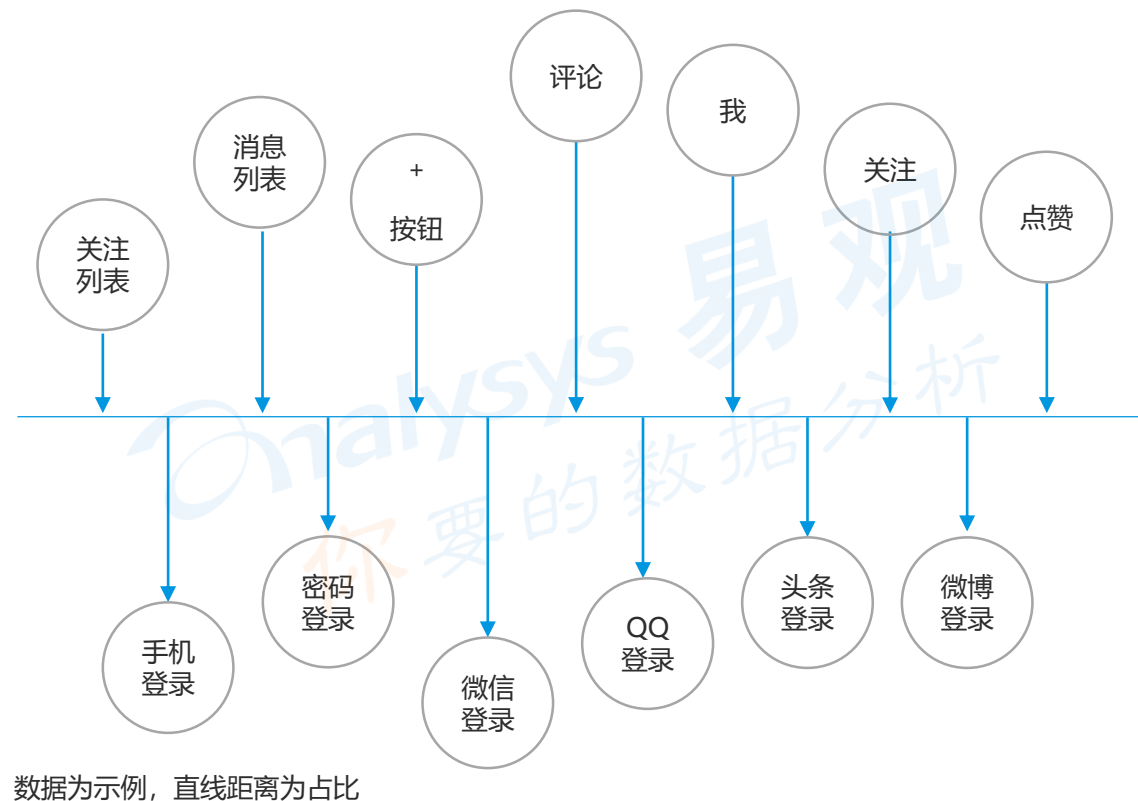 评论
我
消息
列表
+
按钮
关注
点赞
关注
列表
易观
analysys
你要的数据分析
手机
登录
密码
登录
微信
登录
QQ
登录
头条
登录
微博
登录
数据为示例，直线距离为占比